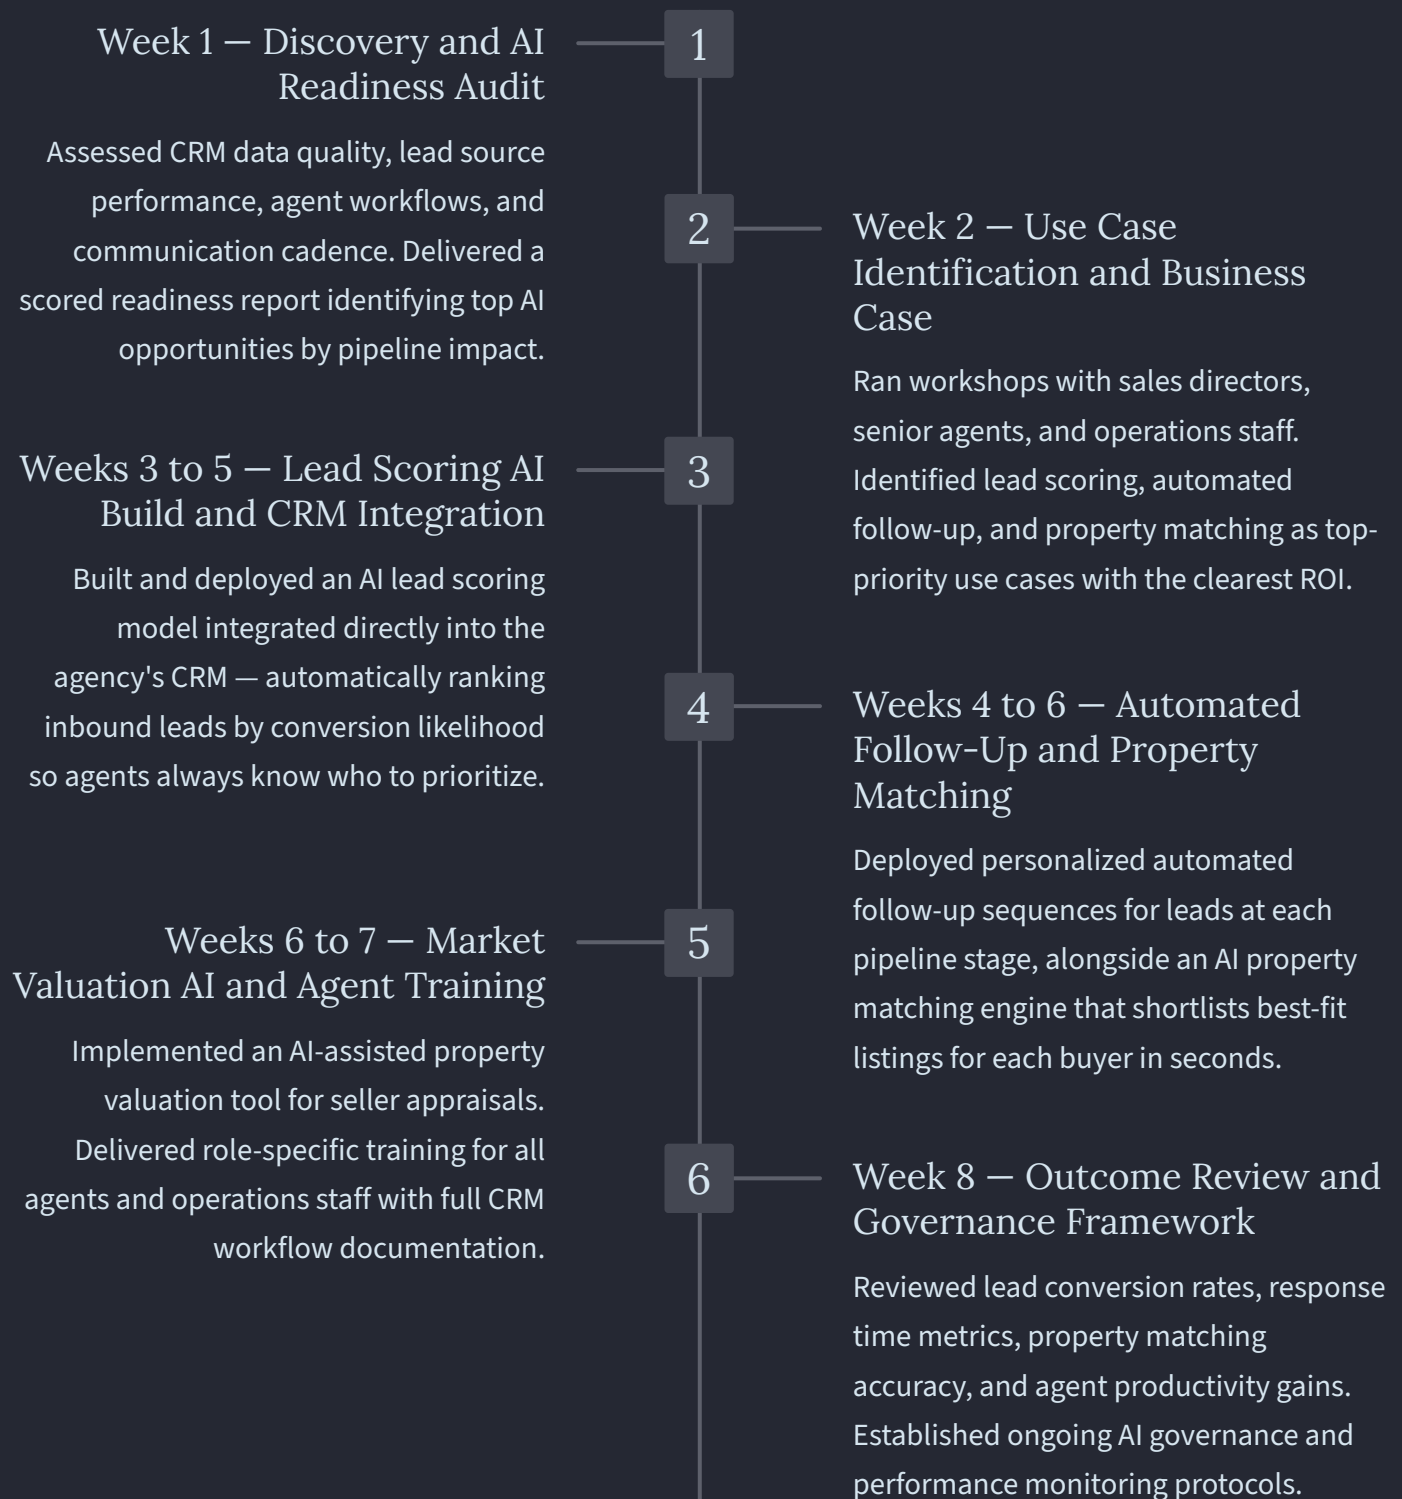 1
Week 1 — Discovery and AI
Readiness Audit
Assessed CRM data quality, lead source
performance, agent workflows, and
communication cadence. Delivered a
scored readiness report identifying top AI
opportunities by pipeline impact.
2
Week 2 — Use Case
Identification and Business
Case
Ran workshops with sales directors,
senior agents, and operations staff.
Identified lead scoring, automated
follow-up, and property matching as top-
priority use cases with the clearest ROI.
3
Weeks 3 to 5 — Lead Scoring AI
Build and CRM Integration
Built and deployed an AI lead scoring
model integrated directly into the
agency's CRM — automatically ranking
inbound leads by conversion likelihood
so agents always know who to prioritize.
4
Weeks 4 to 6 — Automated
Follow-Up and Property
Matching
Deployed personalized automated
follow-up sequences for leads at each
pipeline stage, alongside an AI property
matching engine that shortlists best-fit
listings for each buyer in seconds.
5
Weeks 6 to 7 — Market
Valuation AI and Agent Training
Implemented an AI-assisted property
valuation tool for seller appraisals.
Delivered role-specific training for all
agents and operations staff with full CRM
workflow documentation.
6
Week 8 — Outcome Review and
Governance Framework
Reviewed lead conversion rates, response
time metrics, property matching
accuracy, and agent productivity gains.
Established ongoing AI governance and
performance monitoring protocols.